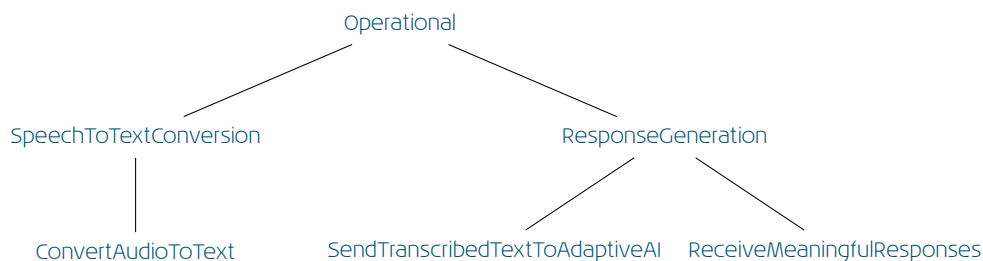 Operational
SpeechToTextConversion
ResponseGeneration
ConvertAudioToText
SendTranscribedTextToAdaptiveAI
ReceiveMeaningfulResponses